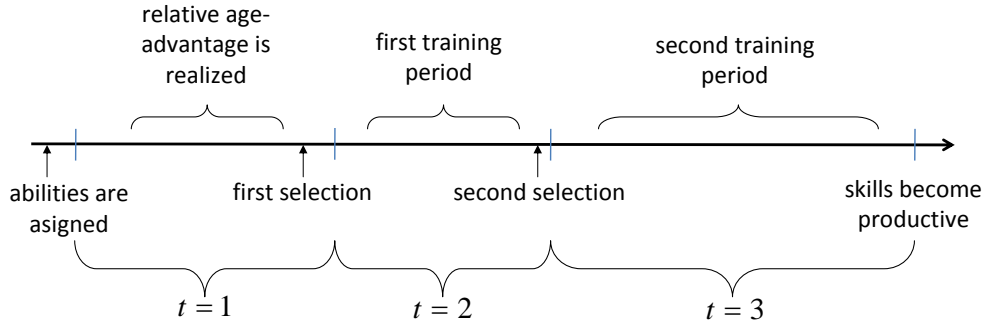 relative age-
advantage is
realized
first training
period
second training
period
abilities are
asigned
first selection
second selection
skills become
productive
t = 1
t = 2
t = 3